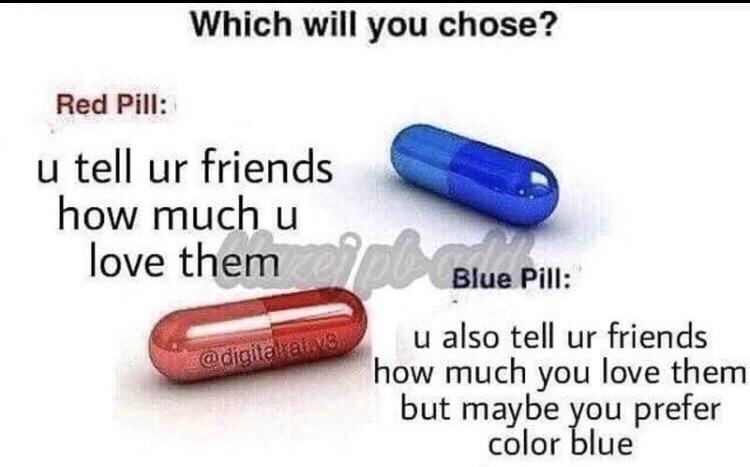 Which will you chose?
Red Pill:
u tell ur friends
how much u
love them
Blue Pill:
u also tell ur friends
how much you love them
but maybe you prefer
color blue